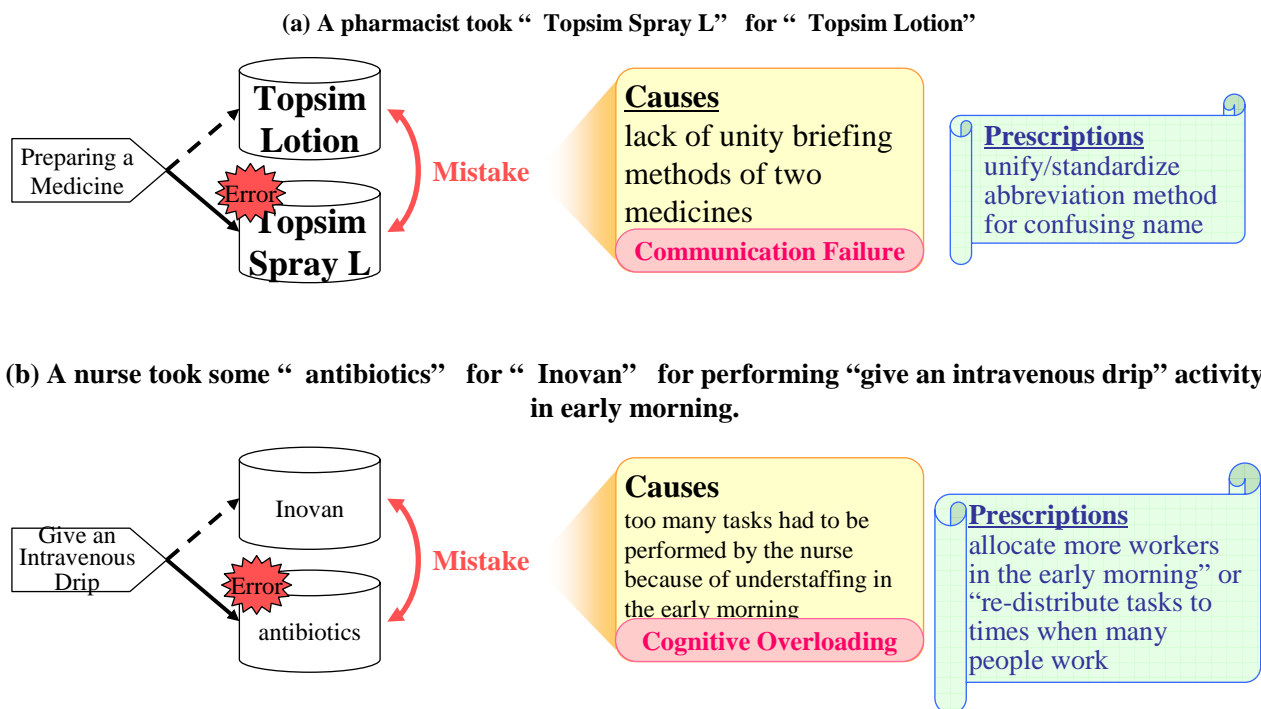 (a) A pharmacist took “ Topsim Spray L” for “ Topsim Lotion”
Topsim
Lotion
Preparing a
Medicine
Error
Topsim
Spray L
Mistake
Causes
lack of unity briefing
methods of two
medicines
Communication Failure
Prescriptions
unify/standardize
abbreviation method
for confusing name
(b) A nurse took some “ antibiotics” for “ Inovan” for performing “give an intravenous drip” activity
in early morning.
Inovan
Give an
Intravenous
Drip
Error
antibiotics
Mistake
Causes
too many tasks had to be
performed by the nurse
because of understaffing in
the early morning
Cognitive Overloading
Prescriptions
allocate more workers
in the early morning” or
“re-distribute tasks to
times when many
people work